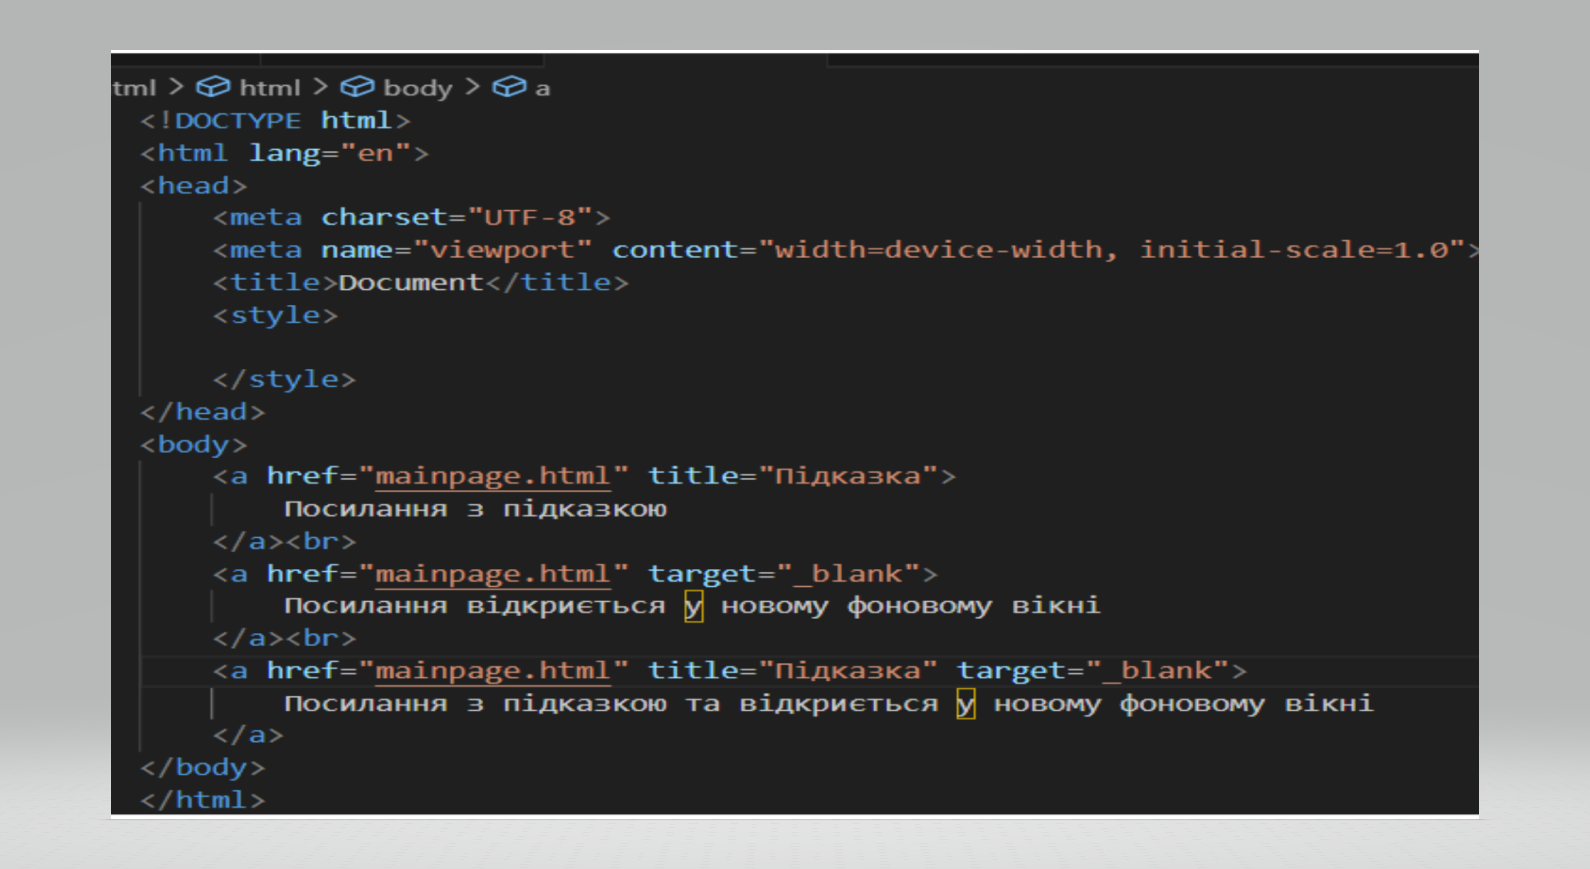 tml > html > body > a
<!DOCTYPE html>
<html lang="en">
<head>
<meta charset="UTF-8">
<meta name="viewport" content="width=device-width, initial-scale=1.0">
<title>Document</title>
<style>
</style>
</head>
<body>
<a href="mainpage.html" title="Підказка">
Посилання з підказкою
</a><br>
<a href="mainpage.html" target="_blank">
Посилання відкриється у новому фоновому вікні
</a><br>
<a href="mainpage.html" title="Підказка" target="_blank">
Посилання з підказкою та відкриється у новому фоновому вікні
</a>
</body>
</html>